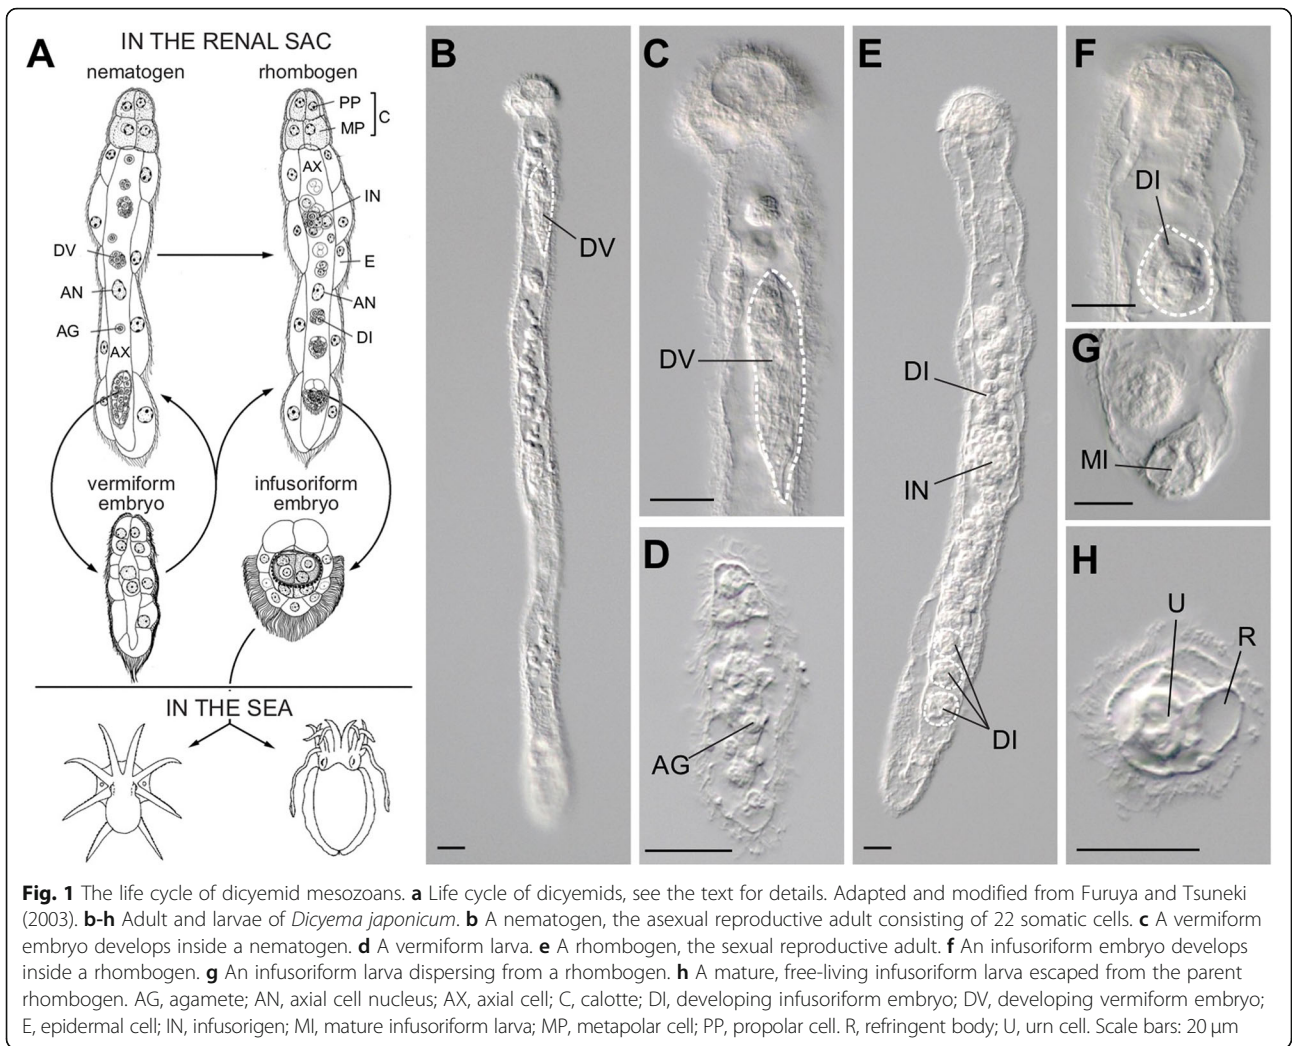 A
IN THE RENAL SAC
nematogen
rhombogen
PP
MP
C
AX
IN
DV
E
AN
AN
AG
DI
AX
vermiform
embryo
infusoriform
embryo
IN THE SEA
B
DV
C
DV
D
AG
E
DI
IN
DI
F
DI
G
MI
H
U
R
Fig. 1 The life cycle of dicyemid mesozoans. a Life cycle of dicyemids, see the text for details. Adapted and modified from Furuya and Tsuneki
(2003). b-h Adult and larvae of Dicyema japonicum. b A nematogen, the asexual reproductive adult consisting of 22 somatic cells. c A vermiform
embryo develops inside a nematogen. d A vermiform larva. e A rhombogen, the sexual reproductive adult. f An infusoriform embryo develops
inside a rhombogen. g An infusoriform larva dispersing from a rhombogen. h A mature, free-living infusoriform larva escaped from the parent
rhombogen. AG, agamete; AN, axial cell nucleus; AX, axial cell; C, calotte; DI, developing infusoriform embryo; DV, developing vermiform embryo;
E, epidermal cell; IN, infusorigen; MI, mature infusoriform larva; MP, metapolar cell; PP, propolar cell. R, refringent body; U, urn cell. Scale bars: 20 μm